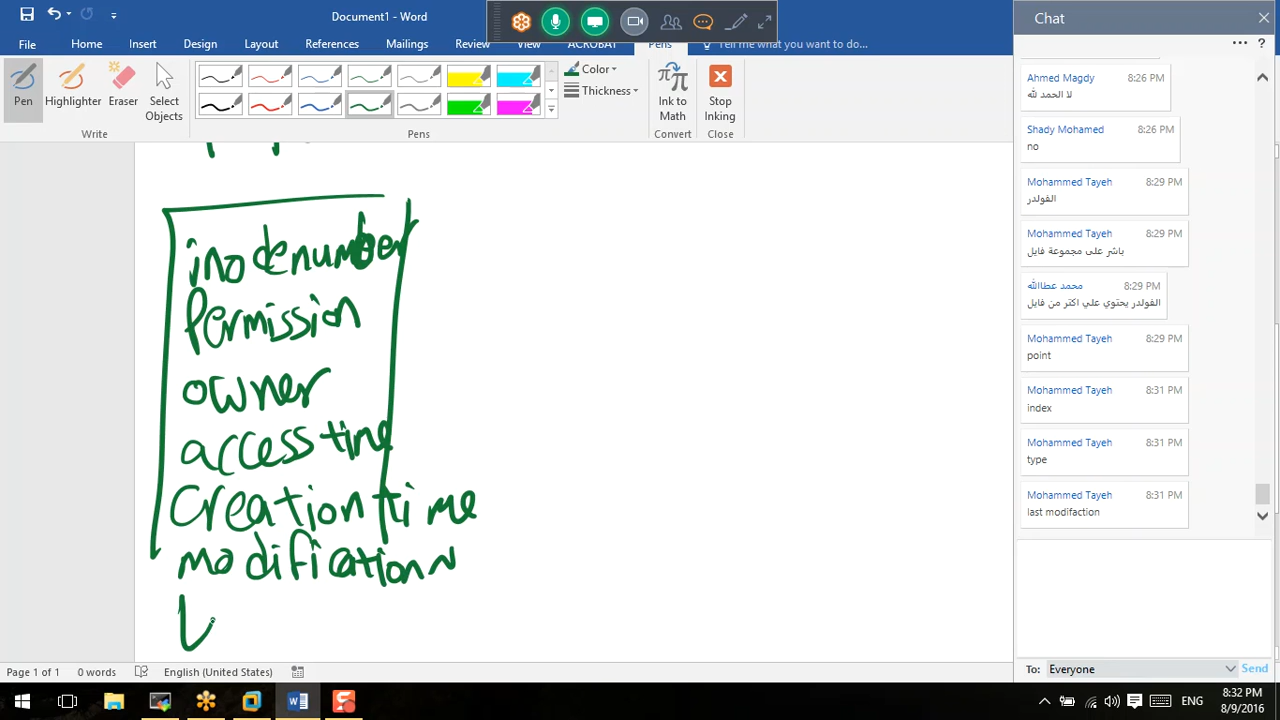 Document1 - Word
File
Home
Insert
Design
Layout
References
Mailings
Review
View
ACROBAT
Pens
Tell me what you want to do...
Pen
Highlighter
Eraser
Select Objects
Color
Thickness
Ink to Math
Stop Inking
Write
Pens
Convert
Close
inodenumber
Permission
owner
access time
Creation time
modification
Page 1 of 1
0 words
English (United States)
Chat
Ahmed Magdy 8:26 PM
لا الحمد لله
Shady Mohamed 8:26 PM
no
Mohammed Tayeh 8:29 PM
الفولدر
Mohammed Tayeh 8:29 PM
باشر على مجموعة فايل
محمد عطاالله 8:29 PM
الفولدر يحتوي علي اكتر من فايل
Mohammed Tayeh 8:29 PM
point
Mohammed Tayeh 8:31 PM
index
Mohammed Tayeh 8:31 PM
type
Mohammed Tayeh 8:31 PM
last modifaction
To: Everyone Send
ENG
8:32 PM
8/9/2016